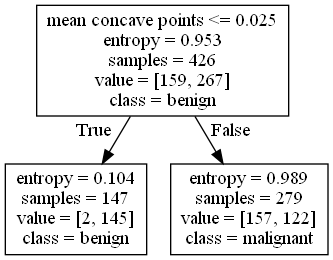 mean concave points <= 0.025
entropy = 0.953
samples = 426
value = [159, 267]
class = benign
True
False
entropy = 0.104
samples = 147
value = [2, 145]
class = benign
entropy = 0.989
samples = 279
value = [157, 122]
class = malignant